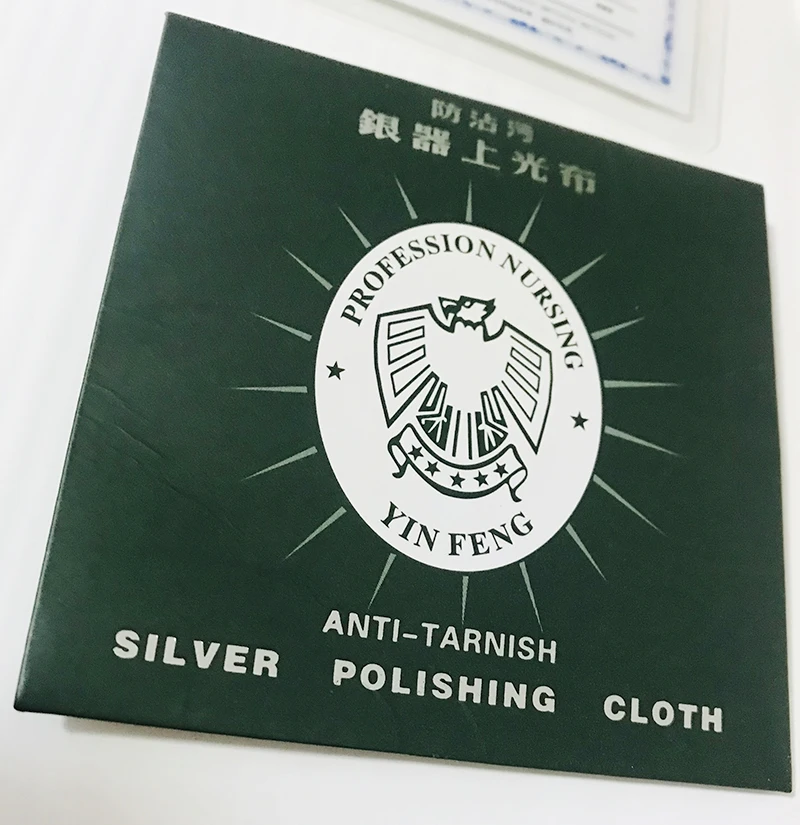 防沾污
銀器上光布
PROFESSION NURSING
YIN FENG
ANTI-TARNISH
SILVER POLISHING CLOTH